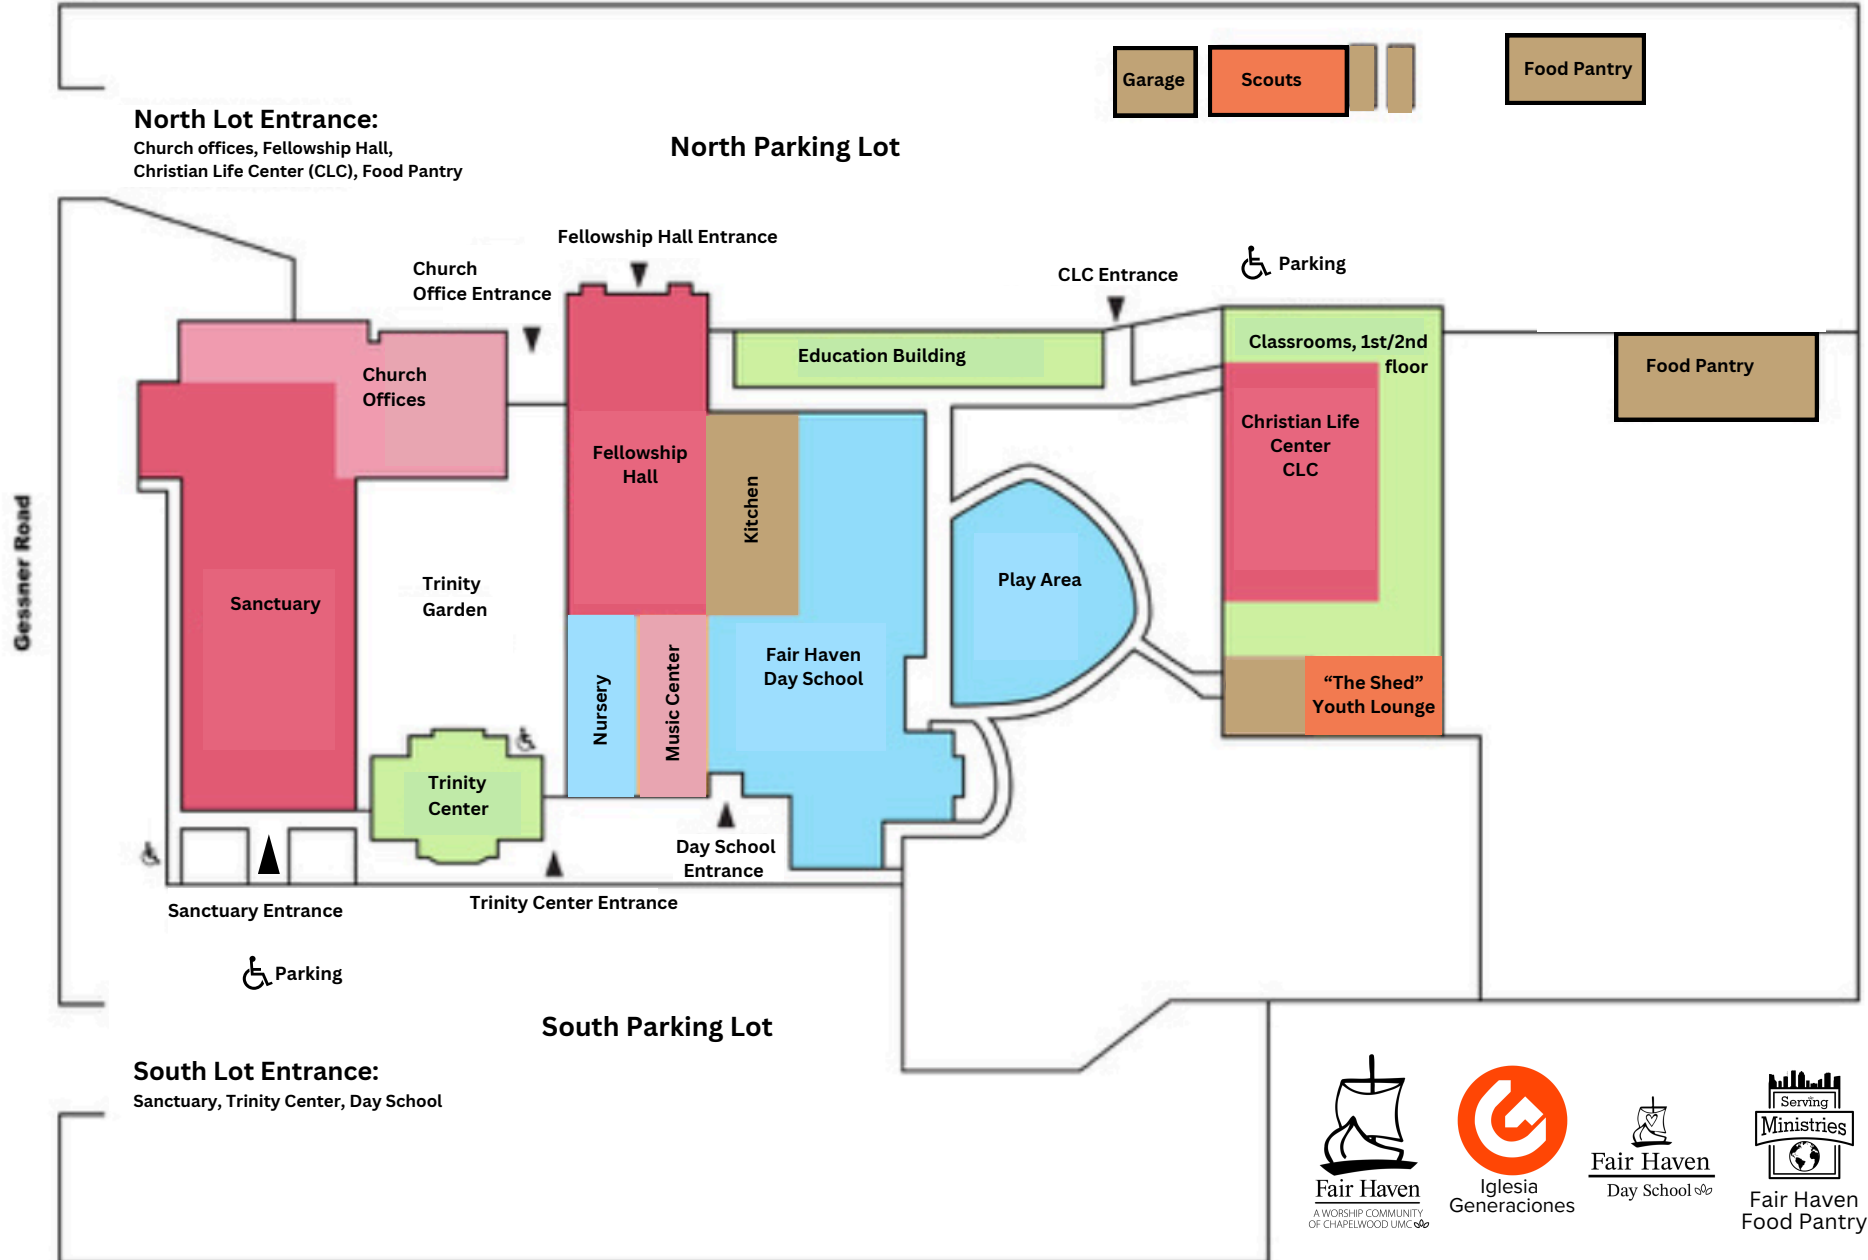 Garage
Scouts
Food Pantry
North Lot Entrance:
Church offices, Fellowship Hall,
Christian Life Center (CLC), Food Pantry
North Parking Lot
Fellowship Hall Entrance
Church
Office Entrance
CLC Entrance
Parking
Education Building
Classrooms, 1st/2nd
floor
Food Pantry
Church
Offices
Christian Life
Center
CLC
Fellowship
Hall
Kitchen
Gessner Road
Sanctuary
Trinity
Garden
Play Area
Nursery
Music Center
Fair Haven
Day School
“The Shed”
Youth Lounge
Trinity
Center
Day School
Entrance
Sanctuary Entrance
Trinity Center Entrance
Parking
South Parking Lot
South Lot Entrance:
Sanctuary, Trinity Center, Day School
Fair Haven
A WORSHIP COMMUNITY
OF CHAPELWOOD UMC
Iglesia
Generaciones
Fair Haven
Day School
Serving
Ministries
Fair Haven
Food Pantry